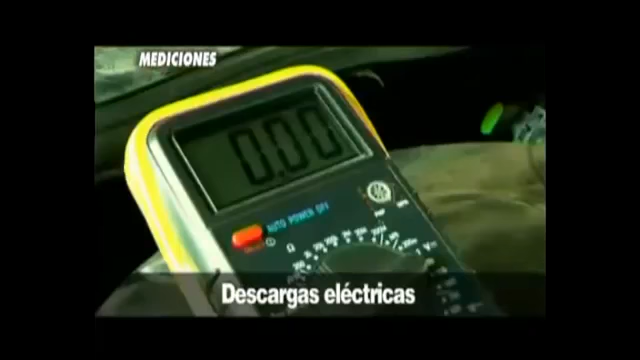 MEDICIONES
0.00
AUTO POWER OFF
Ω
Descargas eléctricas